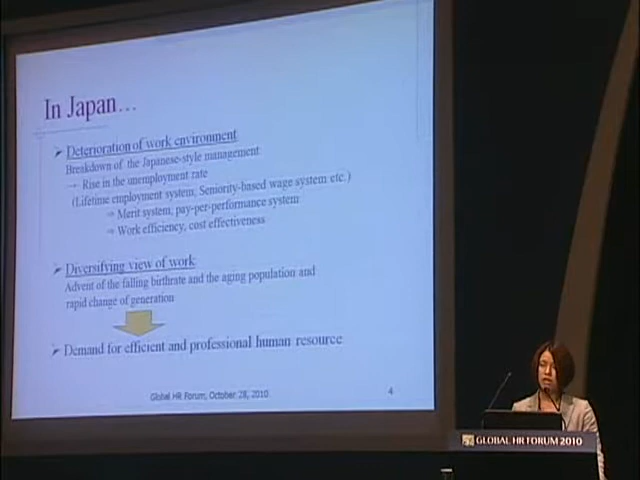 In Japan…
➢ Deterioration of work environment
Breakdown of the Japanese-style management
→ Rise in the unemployment rate
(Lifetime employment system, Seniority-based wage system etc.)
⇒ Merit system, pay-per-performance system
⇒ Work efficiency, cost effectiveness
➢ Diversifying view of work
Advent of the falling birthrate and the aging population and
rapid change of generation
➢ Demand for efficient and professional human resource
Global HR Forum, October 28, 2010
4
GLOBAL HR FORUM 2010